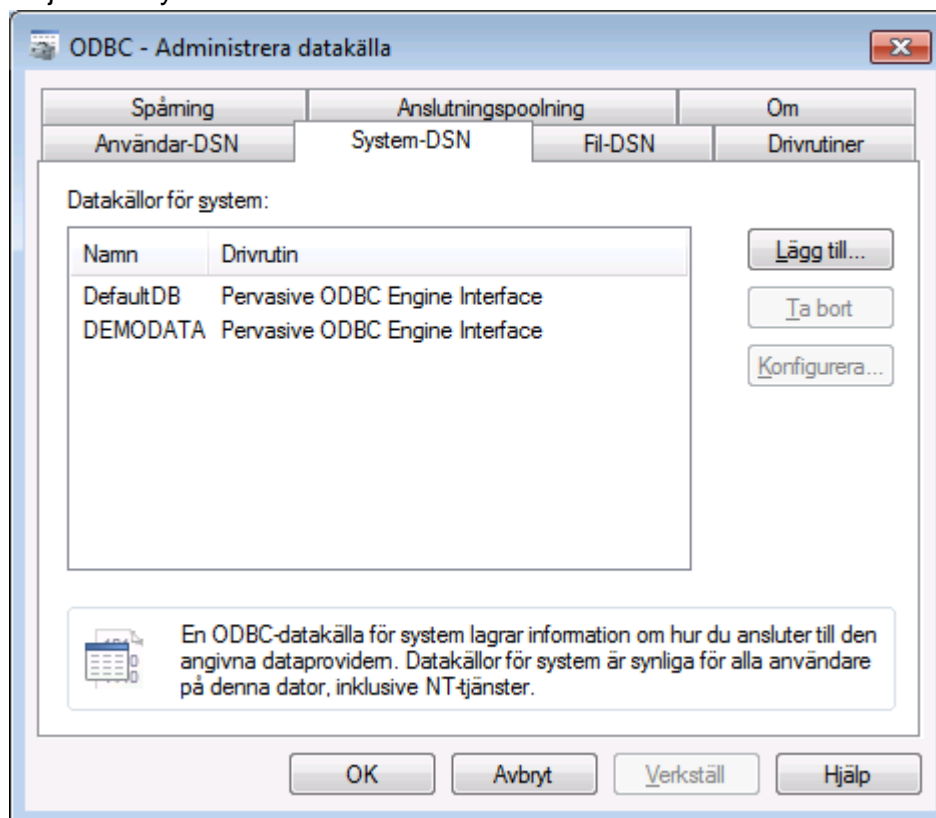 ODBC - Administrera datakälla
Spårning Anslutningspoolning Om
Användar-DSN System-DSN Fil-DSN Drivrutiner
Datakällor för system:
Namn Drivrutin
DefaultDB Pervasive ODBC Engine Interface
DEMODATA Pervasive ODBC Engine Interface
Lägg till...
Ta bort
Konfigurera...
En ODBC-datakälla för system lagrar information om hur du ansluter till den
angivna dataprovidern. Datakällor för system är synliga för alla användare
på denna dator, inklusive NT-tjänster.
OK Avbryt Verkställ Hjälp